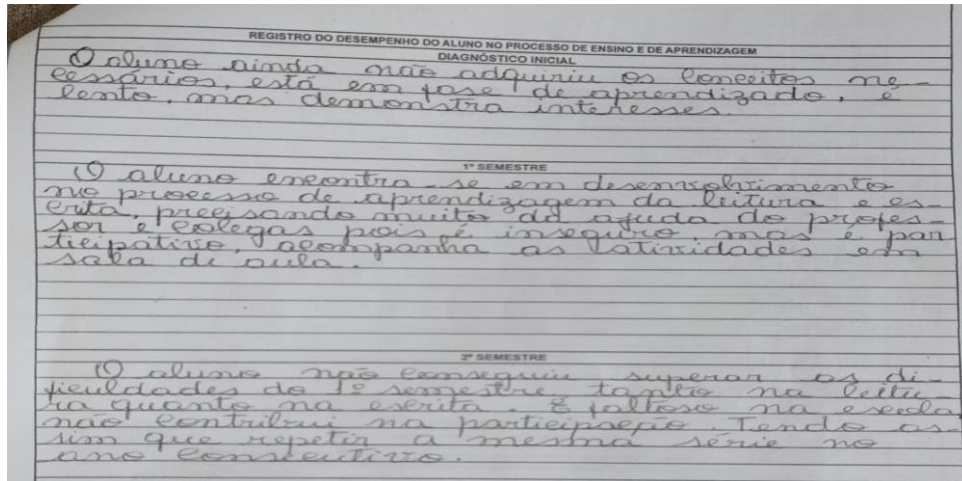 REGISTRO DO DESEMPENHO DO ALUNO NO PROCESSO DE ENSINO E DE APRENDIZAGEM
DIAGNÓSTICO INICIAL
O aluno ainda não adquiriu os conceitos ne-
cessários, está em fase de aprendizado, é
lento, mas demonstra interesses.
1º SEMESTRE
O aluno encontra-se em desenvolvimento
no processo de aprendizagem da leitura e es-
crita, precisando muito da ajuda do profes-
sor e colegas pois é inseguro mas é par
ticipativo, acompanha as atividades em
sala de aula.
2º SEMESTRE
O aluno não conseguiu superar as di-
ficuldades do 1º semestre tanto na leitu-
ra quanto na escrita. É faltoso na escola
não contribui na participação. Tendo as-
sim que repetir a mesma série no
ano consecutivo.